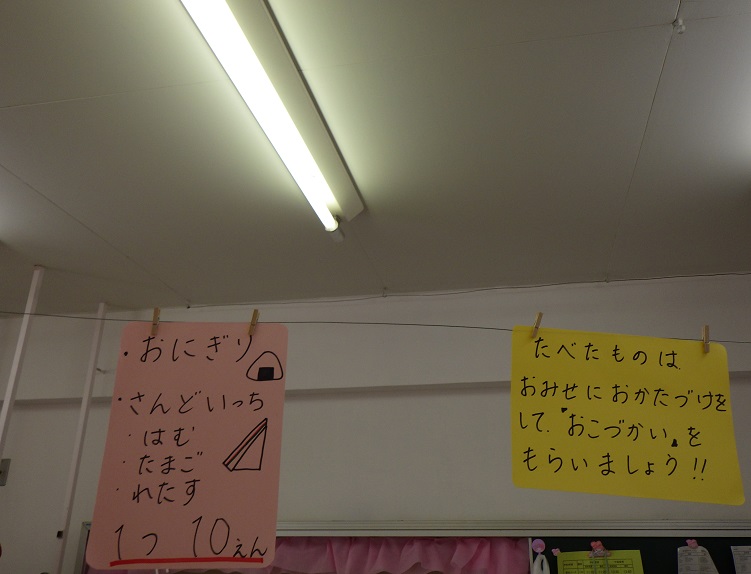 ・おにぎり
・さんどいっち
・はむ
・たまご
・れたす
1つ 10えん
たべたものは
おみせにおかたづけを
して、"おこづかい"を
もらいましょう!!